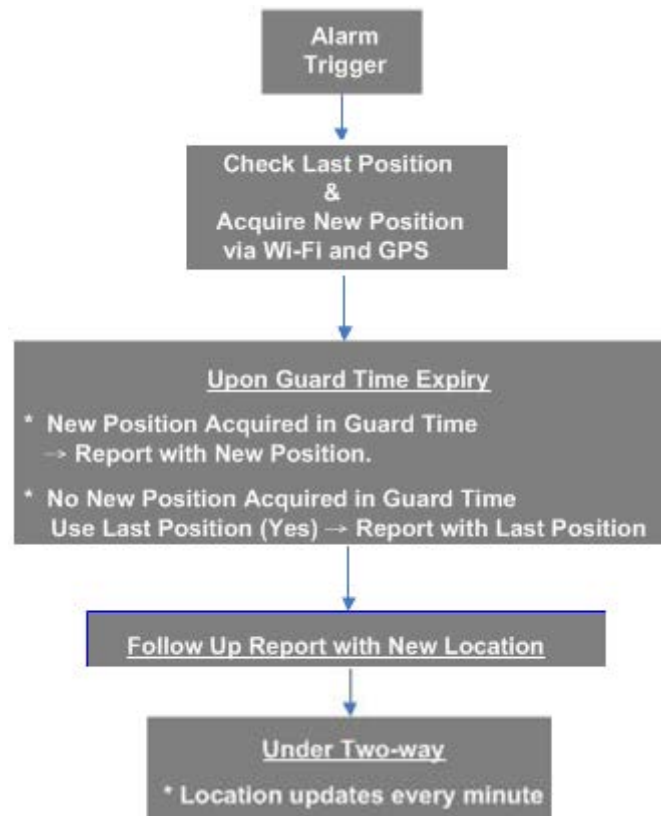 Alarm
Trigger
Check Last Position
&
Acquire New Position
via Wi-Fi and GPS
Upon Guard Time Expiry
* New Position Acquired in Guard Time
→ Report with New Position.
* No New Position Acquired in Guard Time
Use Last Position (Yes) → Report with Last Position
Follow Up Report with New Location
Under Two-way
* Location updates every minute